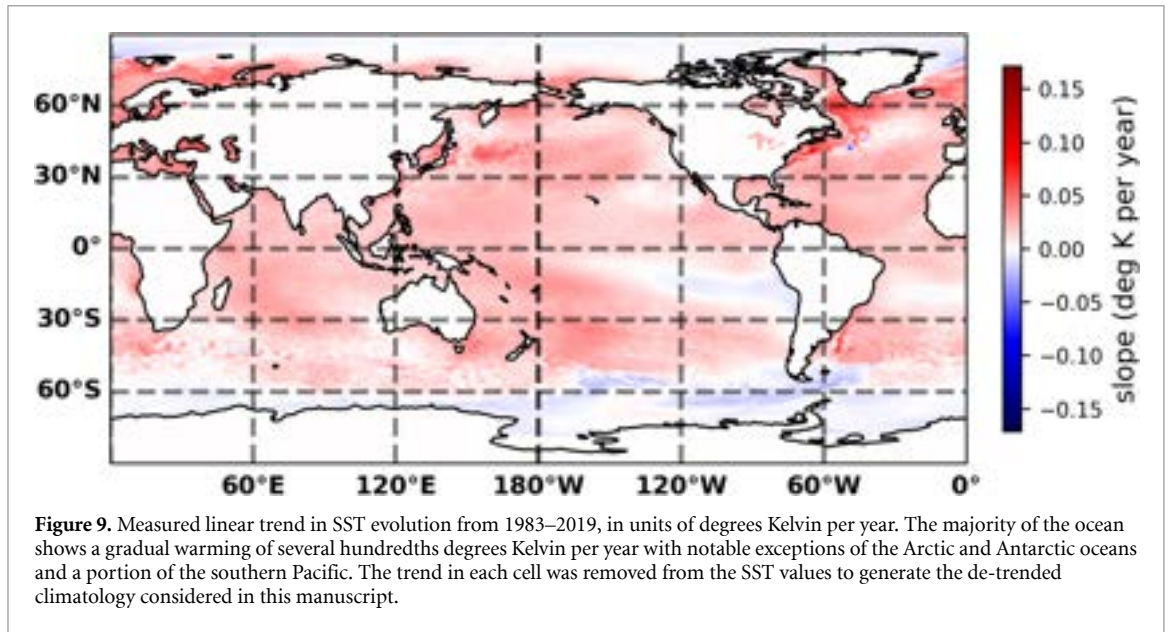 60°N
30°N
0°
30°S
60°S
60°E 120°E 180°W 120°W 60°W 0°
0.15
0.10
0.05
0.00
−0.05
−0.10
−0.15
slope (deg K per year)
Figure 9. Measured linear trend in SST evolution from 1983–2019, in units of degrees Kelvin per year. The majority of the ocean
shows a gradual warming of several hundredths degrees Kelvin per year with notable exceptions of the Arctic and Antarctic oceans
and a portion of the southern Pacific. The trend in each cell was removed from the SST values to generate the de-trended
climatology considered in this manuscript.